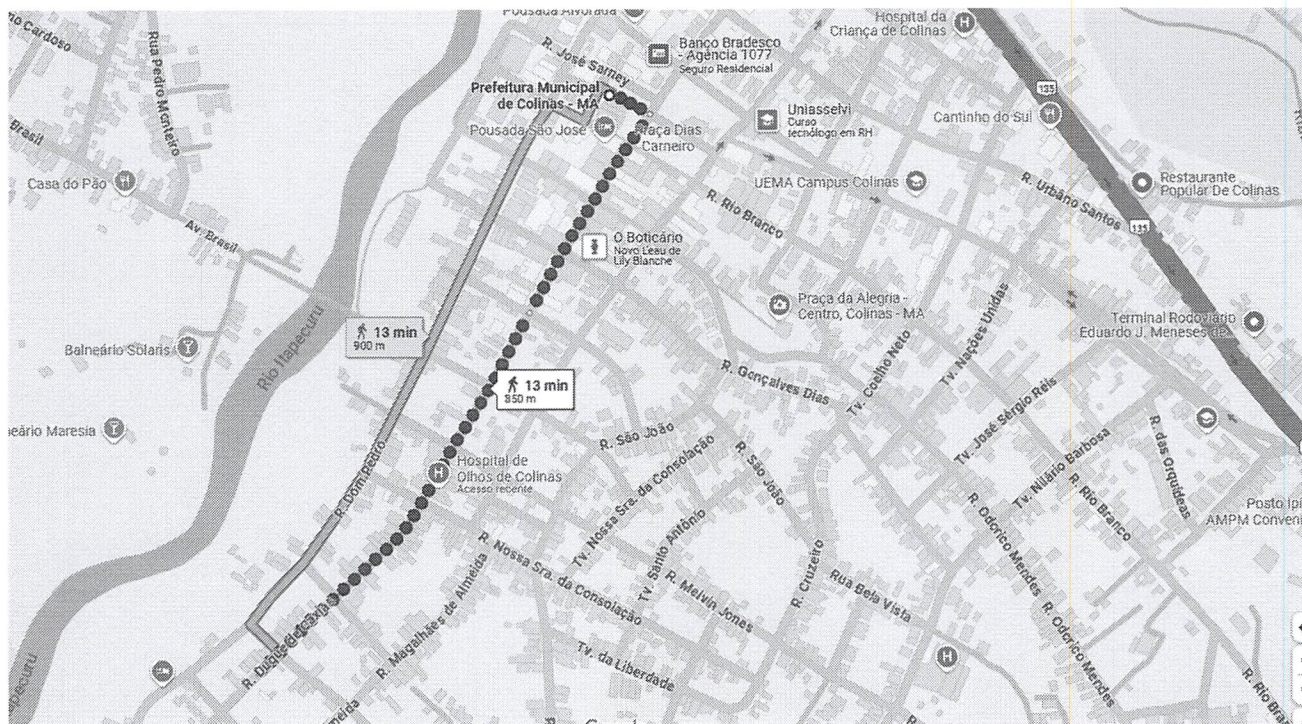 Pousada Alvorada
Hospital da
Criança de Colinas
Rua Pedro Monteiro
Cardoso
R. José Sarney
Banco Bradesco
- Agência 1077
Seguro Residencial
Prefeitura Municipal
de Colinas - MA
135
Uniasselvi
Curso
tecnólogo em RH
Cantinho do Sul
Brasil
Pousada São José
Praça Dias
Carneiro
Casa do Pão
UEMA Campus Colinas
Restaurante
Popular De Colinas
R. Urbano Santos
R. Rio Branco
Av. Brasil
135
O Boticário
Novo L'eau de
Lily Blanche
Praça da Alegria -
Centro, Colinas - MA
Tv. Nações Unidas
Terminal Rodoviário
Eduardo J. Meneses de...
Rio Itapecuru
13 min
900 m
Balneário Solaris
Tv. Coelho Neto
R. Gonçalves Dias
13 min
850 m
Tv. José Sérgio Reis
neário Maresia
R. São João
R. Dom Pedro
Hospital de
Olhos de Colinas
Acesso recente
R. São João
Tv. Nossa Sra. da Consolação
Tv. Nilário Barbosa
R. das Orquídeas
R. Rio Branco
Posto Ipi
AMPM Conveni
Tv. Santo Antônio
R. Odorico Mendes
R. Nossa Sra. da Consolação
R. Melvin Jones
R. Cruzeiro
Rua Bela Vista
R. Magalhães de Almeida
R. Duque de Caxias
R. Odorico Mendes
Tv. da Liberdade
R. Rio Bra
apecuru
lmeida